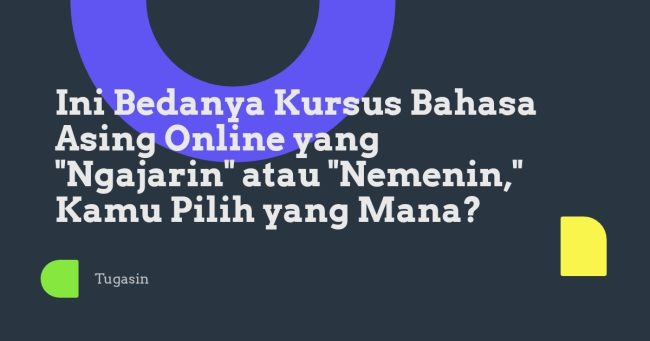 Ini Bedanya Kursus Bahasa
Asing Online yang
"Ngajarin" atau "Nemenin,"
Kamu Pilih yang Mana?
Tugasin